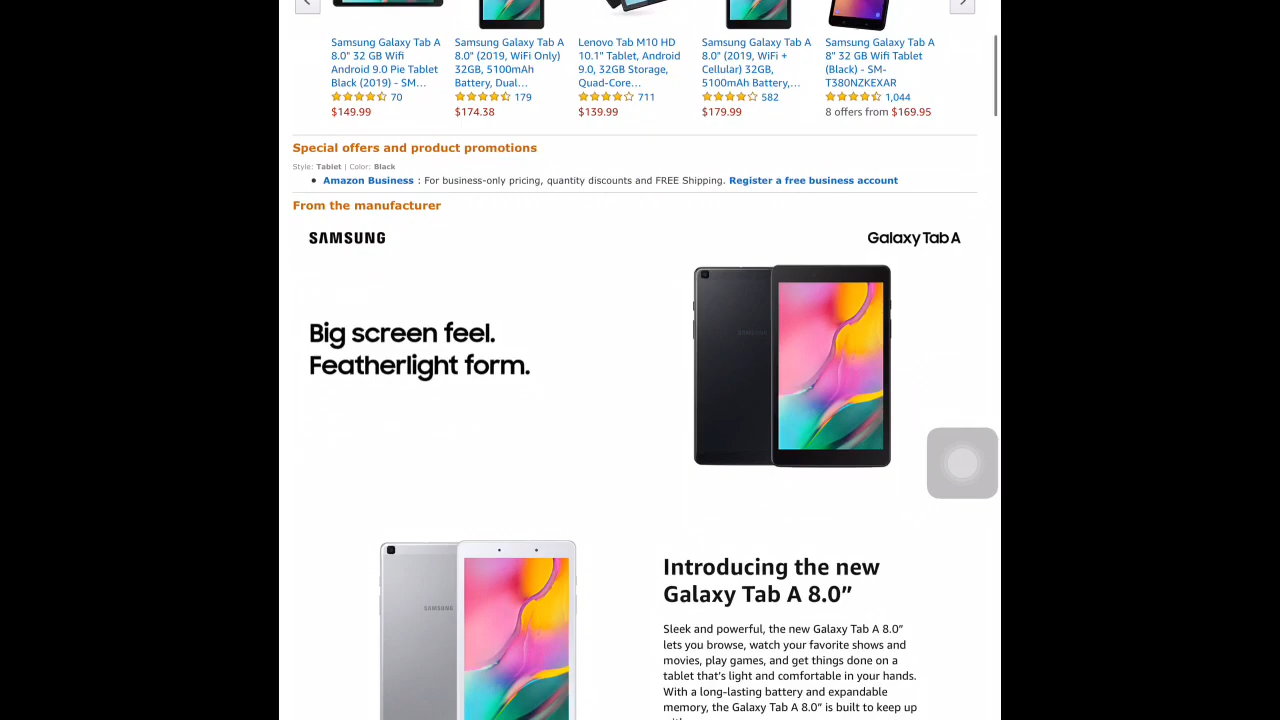 Samsung Galaxy Tab A
8.0" 32 GB Wifi
Android 9.0 Pie Tablet
Black (2019) - SM...
70
$149.99
Samsung Galaxy Tab A
8.0" (2019, WiFi Only)
32GB, 5100mAh
Battery, Dual...
179
$174.38
Lenovo Tab M10 HD
10.1" Tablet, Android
9.0, 32GB Storage,
Quad-Core...
711
$139.99
Samsung Galaxy Tab A
8.0" (2019, WiFi +
Cellular) 32GB,
5100mAh Battery,...
582
$179.99
Samsung Galaxy Tab A
8" 32 GB Wifi Tablet
(Black) - SM-
T380NZKEXAR
1,044
8 offers from $169.95
Special offers and product promotions
Style: Tablet | Color: Black
• Amazon Business : For business-only pricing, quantity discounts and FREE Shipping. Register a free business account
From the manufacturer
SAMSUNG
Galaxy Tab A
Big screen feel.
Featherlight form.
SAMSUNG
SAMSUNG
Introducing the new
Galaxy Tab A 8.0”
Sleek and powerful, the new Galaxy Tab A 8.0”
lets you browse, watch your favorite shows and
movies, play games, and get things done on a
tablet that's light and comfortable in your hands.
With a long-lasting battery and expandable
memory, the Galaxy Tab A 8.0” is built to keep up